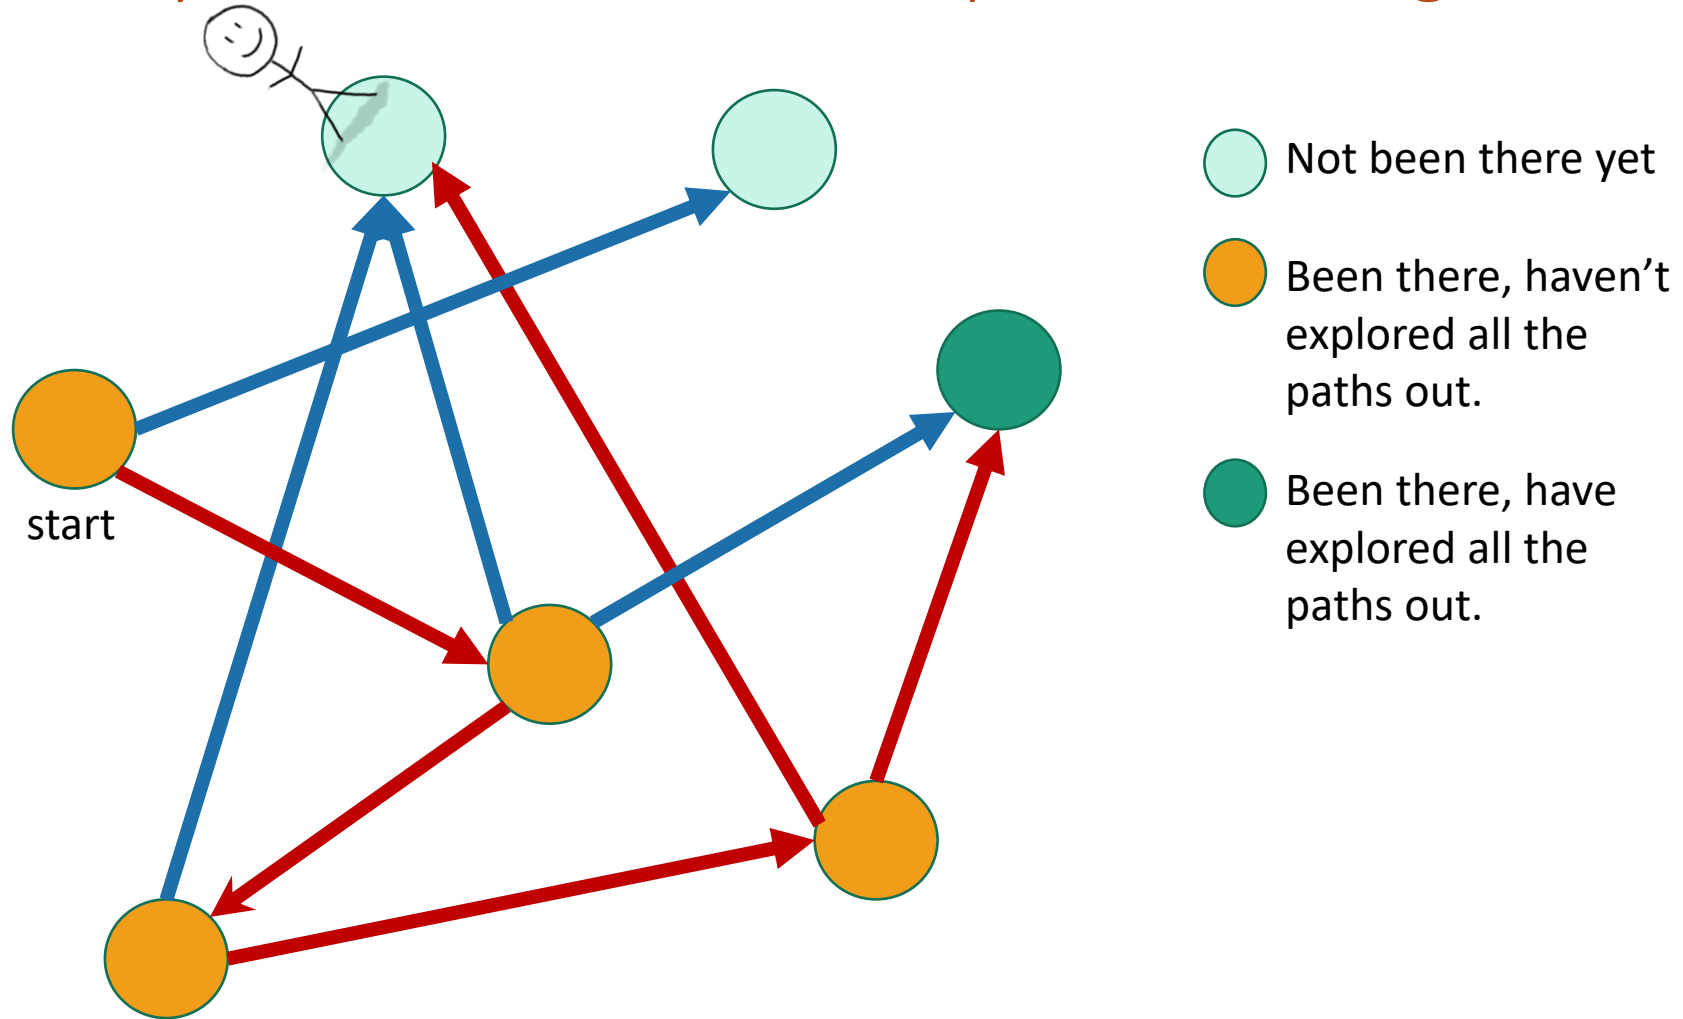 Not been there yet
Been there, haven’t
explored all the
paths out.
start
Been there, have
explored all the
paths out.